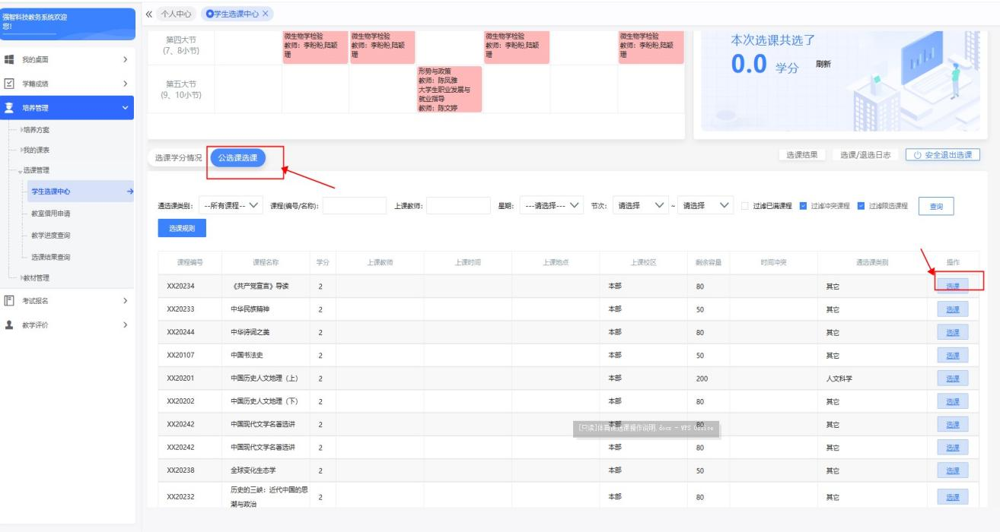 强智科技教务系统欢迎
您!
个人中心 学生选课中心
我的桌面
学籍成绩
培养管理
培养方案
我的课表
选课管理
学生选课中心
教室借用申请
教学进度查询
选课结果查询
教材管理
考试报名
教学评价
第四大节
(7、8小节)
微生物学检验
教师: 李盼盼,陆颖
珊
微生物学检验
教师: 李盼盼,陆颖
珊
微生物学检验
教师: 李盼盼,陆颖
珊
微生物学检验
教师: 李盼盼,陆颖
珊
第五大节
(9、10小节)
形势与政策
教师: 陈凤雅
大学生职业发展与
就业指导
教师: 陈文婷
本次选课共选了
0.0 学分 刷新
选课学分情况 公选课选课 选课结果 选课/退选日志 安全退出选课
通选课类别: --所有课程-- 课程(编号/名称): 上课教师: 星期: ---请选择--- 节次: 请选择 ~ 请选择 过滤已满课程 过滤冲突课程 过滤限选课程 查询
选课规则
课程编号 课程名称 学分 上课教师 上课时间 上课地点 上课校区 剩余容量 时间冲突 通选课类别 操作
XX20234 《共产党宣言》导读 2 本部 80 其它 选课
XX20233 中华民族精神 2 本部 50 其它 选课
XX20244 中华诗词之美 2 本部 80 其它 选课
XX20107 中国书法史 2 本部 50 其它 选课
XX20201 中国历史人文地理（上） 2 本部 200 人文科学 选课
XX20202 中国历史人文地理（下） 2 本部 80 其它 选课
XX20242 中国现代文学名著选讲 2 本部 80 其它 选课
[只读]体育课选课操作说明.docx - WPS Office
XX20242 中国现代文学名著选讲 2 本部 80 其它 选课
XX20238 全球变化生态学 2 本部 50 其它 选课
XX20232 历史的三峡：近代中国的思
潮与政治 2 本部 80 其它 选课